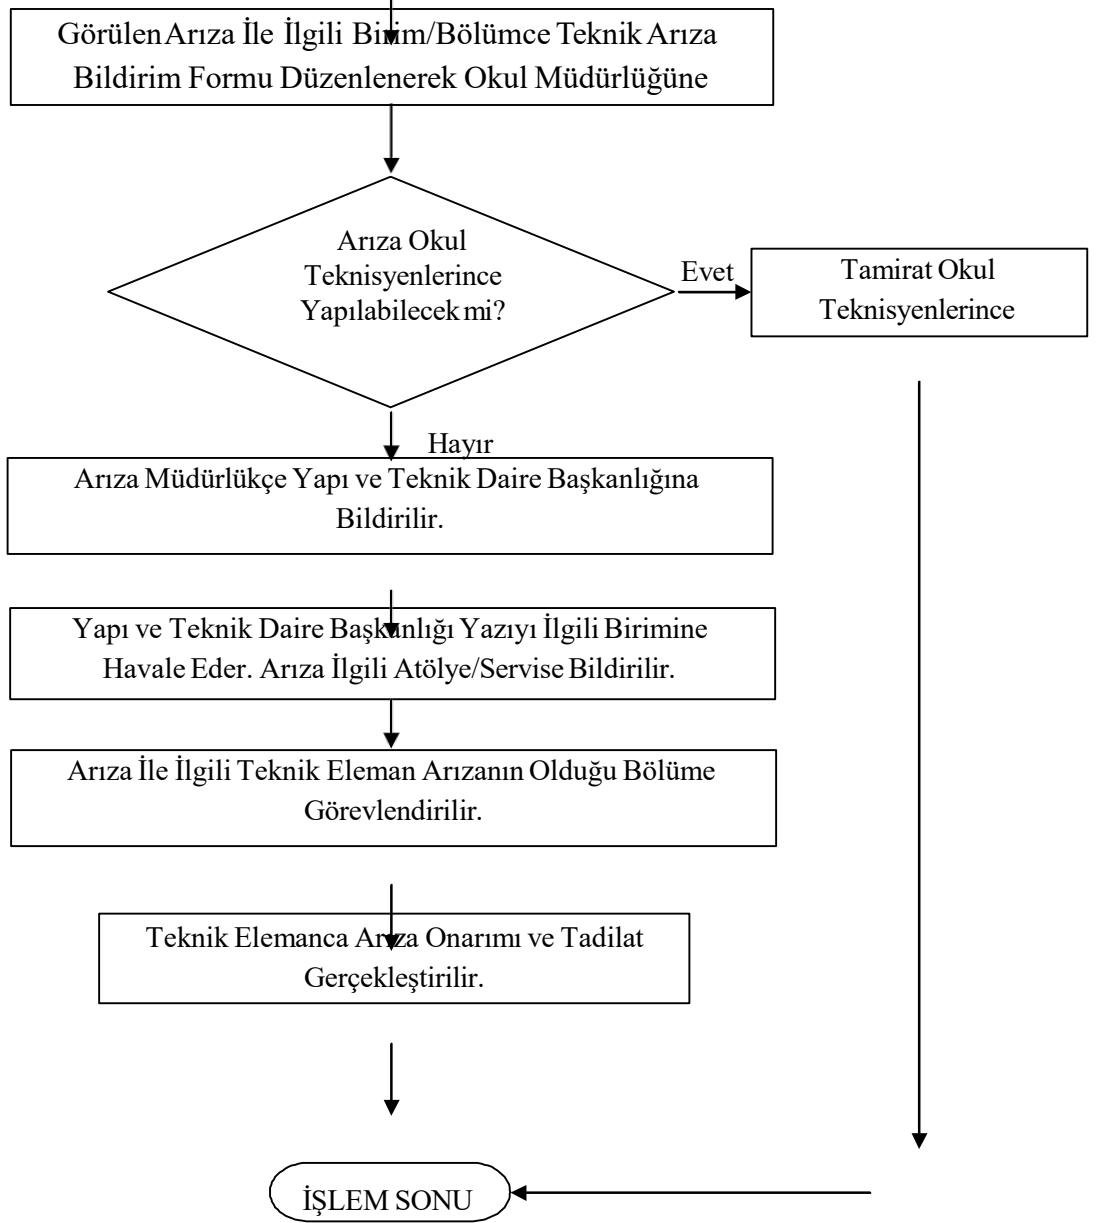 Görülen Arıza İle İlgili Birim/Bölümce Teknik Arıza
Bildirim Formu Düzenlenerek Okul Müdürlüğüne
Arıza Okul
Teknisyenlerince
Yapılabilecek mi?
Evet
Tamirat Okul
Teknisyenlerince
Hayır
Arıza Müdürlükçe Yapı ve Teknik Daire Başkanlığına
Bildirilir.
Yapı ve Teknik Daire Başkanlığı Yazıyı İlgili Birimine
Havale Eder. Arıza İlgili Atölye/Servise Bildirilir.
Arıza İle İlgili Teknik Eleman Arızanın Olduğu Bölüme
Görevlendirilir.
Teknik Elemanca Arıza Onarımı ve Tadilat
Gerçekleştirilir.
İŞLEM SONU